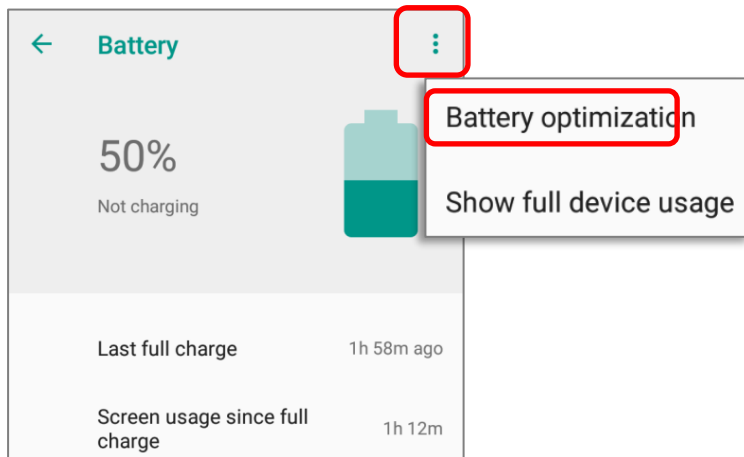 Battery
Battery optimization
50%
Not charging
Show full device usage
Last full charge 1h 58m ago
Screen usage since full
charge 1h 12m